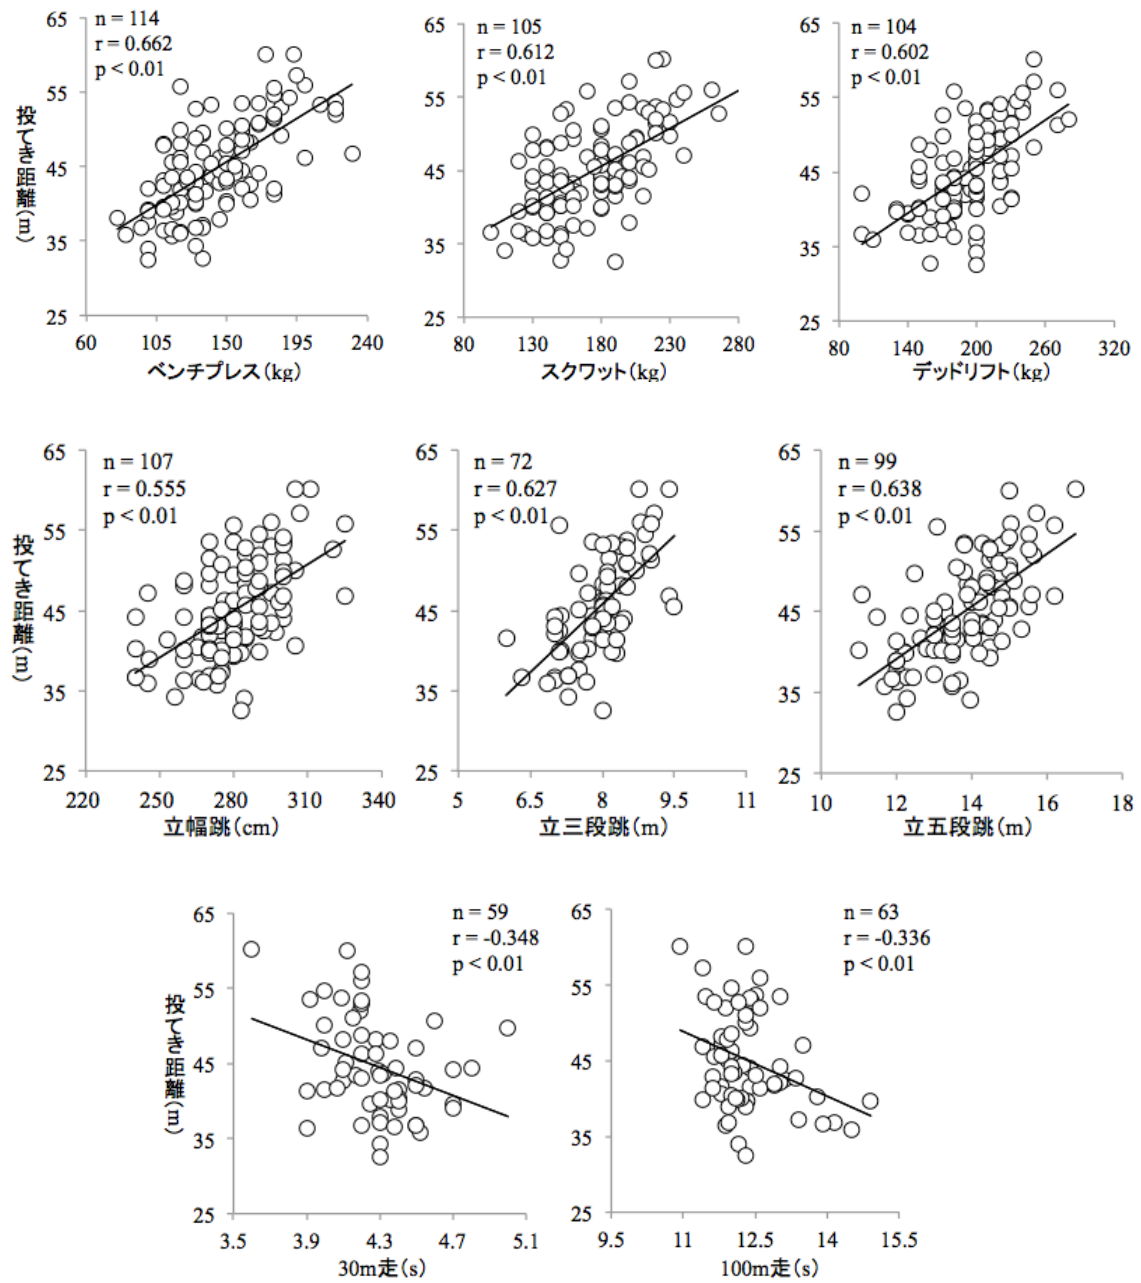 n = 114
r = 0.662
p < 0.01
65
55
45
35
25
投てき距離(m)
60 105 150 195 240
ベンチプレス(kg)
n = 105
r = 0.612
p < 0.01
65
55
45
35
25
80 130 180 230 280
スクワット(kg)
n = 104
r = 0.602
p < 0.01
65
55
45
35
25
80 140 200 260 320
デッドリフト(kg)
n = 107
r = 0.555
p < 0.01
65
55
45
35
25
投てき距離(m)
220 250 280 310 340
立幅跳(cm)
n = 72
r = 0.627
p < 0.01
65
55
45
35
25
5 6.5 8 9.5 11
立三段跳(m)
n = 99
r = 0.638
p < 0.01
65
55
45
35
25
10 12 14 16 18
立五段跳(m)
n = 59
r = -0.348
p < 0.01
65
55
45
35
25
投てき距離(m)
3.5 3.9 4.3 4.7 5.1
30m走(s)
n = 63
r = -0.336
p < 0.01
65
55
45
35
25
9.5 11 12.5 14 15.5
100m走(s)